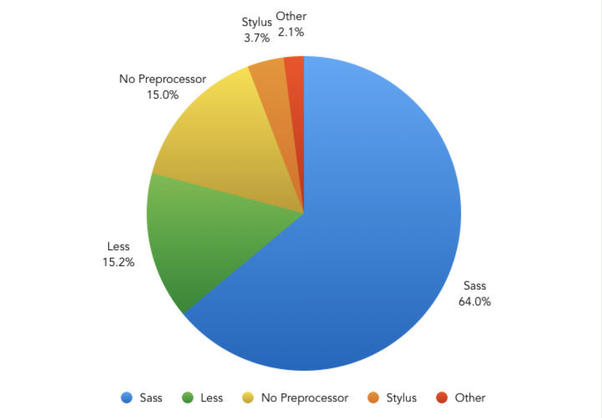 Stylus
3.7%
Other
2.1%
No Preprocessor
15.0%
Less
15.2%
Sass
64.0%
Sass Less No Preprocessor Stylus Other